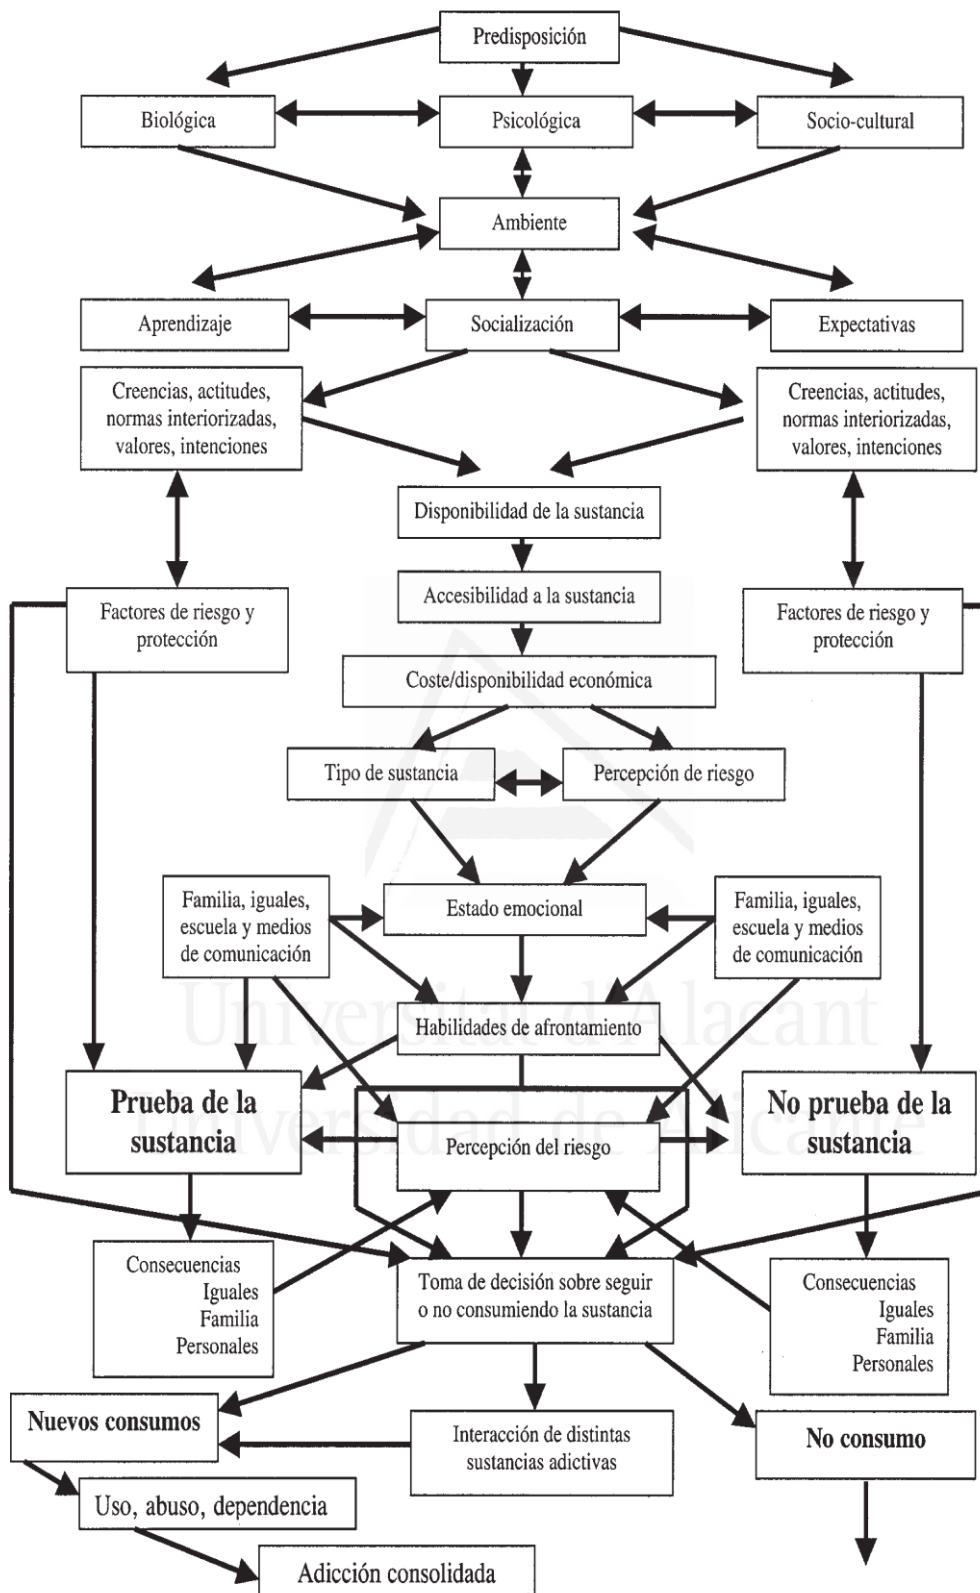 Predisposición
Biológica
Psicológica
Socio-cultural
Ambiente
Aprendizaje
Socialización
Expectativas
Creencias, actitudes,
normas interiorizadas,
valores, intenciones
Creencias, actitudes,
normas interiorizadas,
valores, intenciones
Disponibilidad de la sustancia
Accesibilidad a la sustancia
Factores de riesgo y
protección
Factores de riesgo y
protección
Coste/disponibilidad económica
Tipo de sustancia
Percepción de riesgo
Familia, iguales,
escuela y medios
de comunicación
Estado emocional
Familia, iguales,
escuela y medios
de comunicación
Universitat d'Alacant
Universidad de Alicante
Habilidades de afrontamiento
Prueba de la
sustancia
Percepción del riesgo
No prueba de la
sustancia
Consecuencias
Iguales
Familia
Personales
Toma de decisión sobre seguir
o no consumiendo la sustancia
Consecuencias
Iguales
Familia
Personales
Nuevos consumos
Interacción de distintas
sustancias adictivas
No consumo
Uso, abuso, dependencia
Adicción consolidada